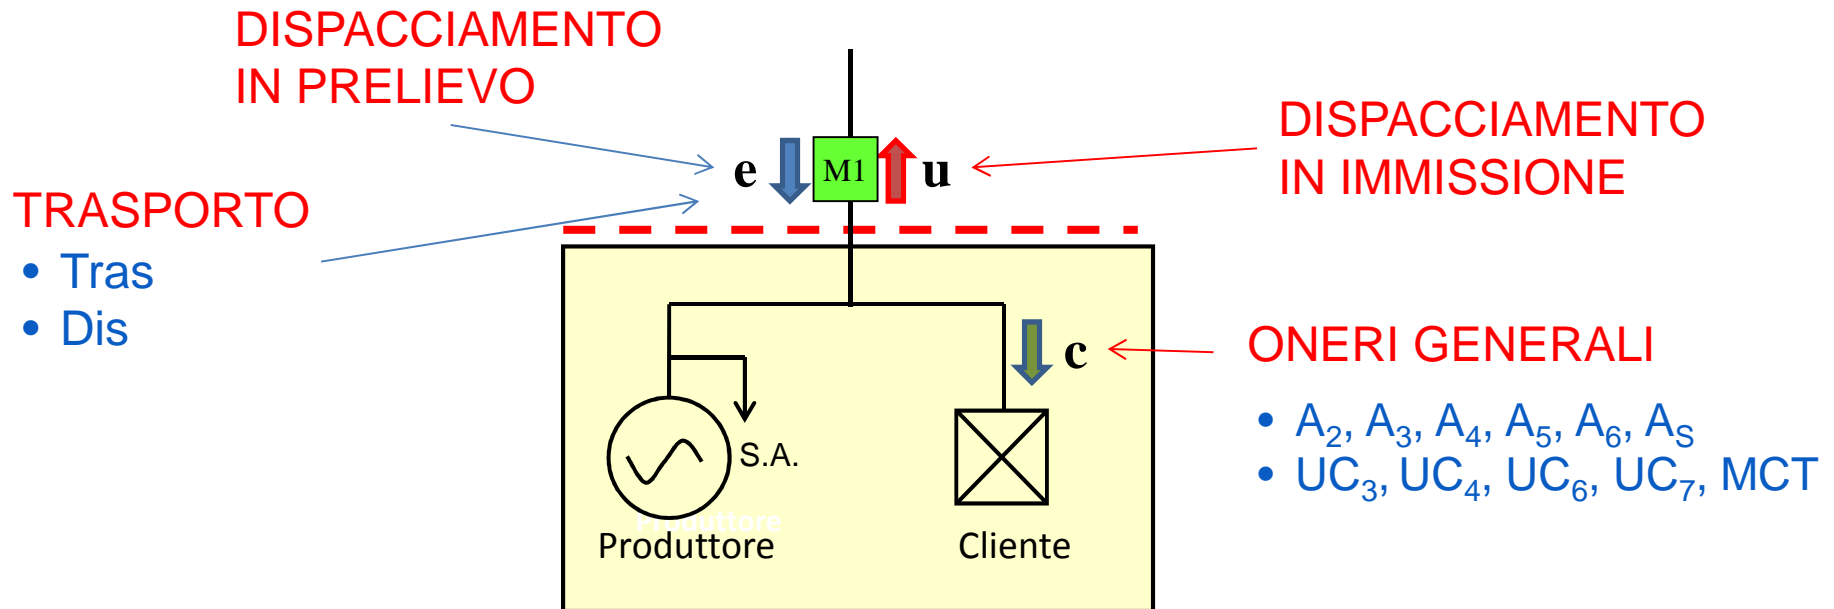 DISPACCIAMENTO
IN PRELIEVO
DISPACCIAMENTO
IN IMMISSIONE
e
M1
u
TRASPORTO
• Tras
• Dis
c
ONERI GENERALI
• A2, A3, A4, A5, A6, AS
• UC3, UC4, UC6, UC7, MCT
S.A.
Produttore
Produttore
Cliente